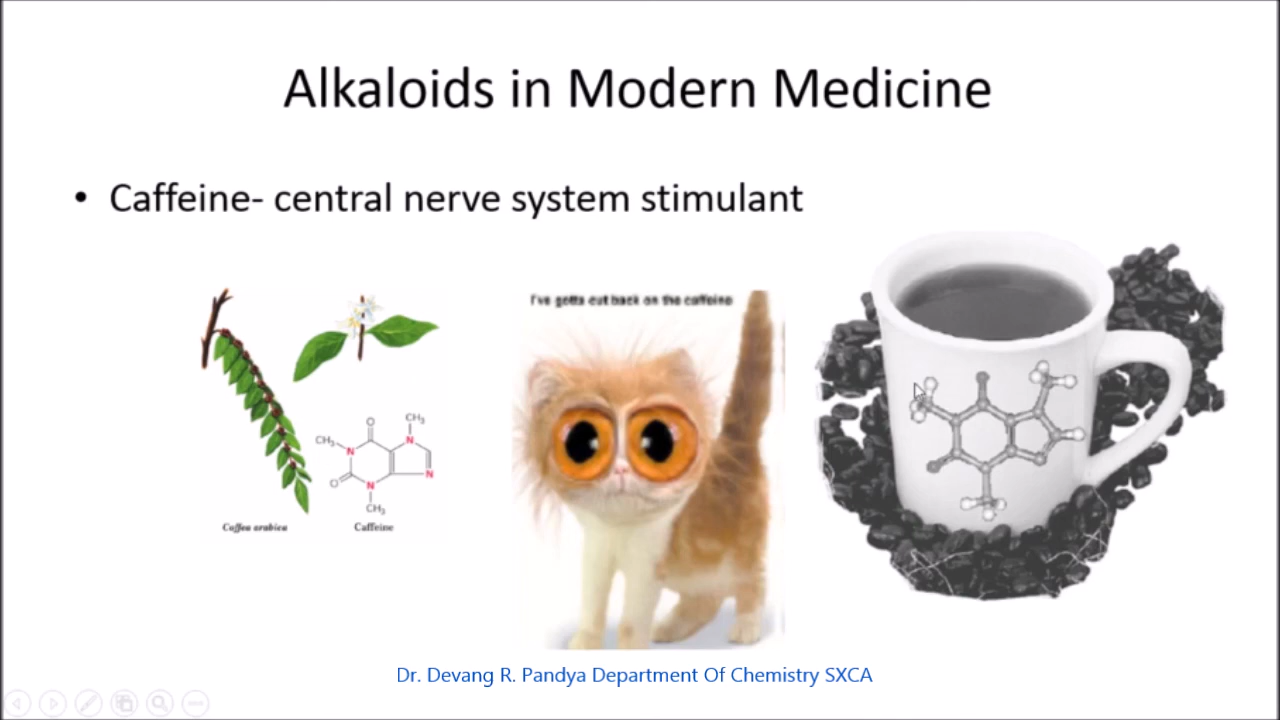 Alkaloids in Modern Medicine
• Caffeine- central nerve system stimulant
I've gotta cut back on the caffeine
CH₃
O
CH₃
N
N
O
N
N
CH₃
Coffea arabica
Caffeine
Dr. Devang R. Pandya Department Of Chemistry SXCA